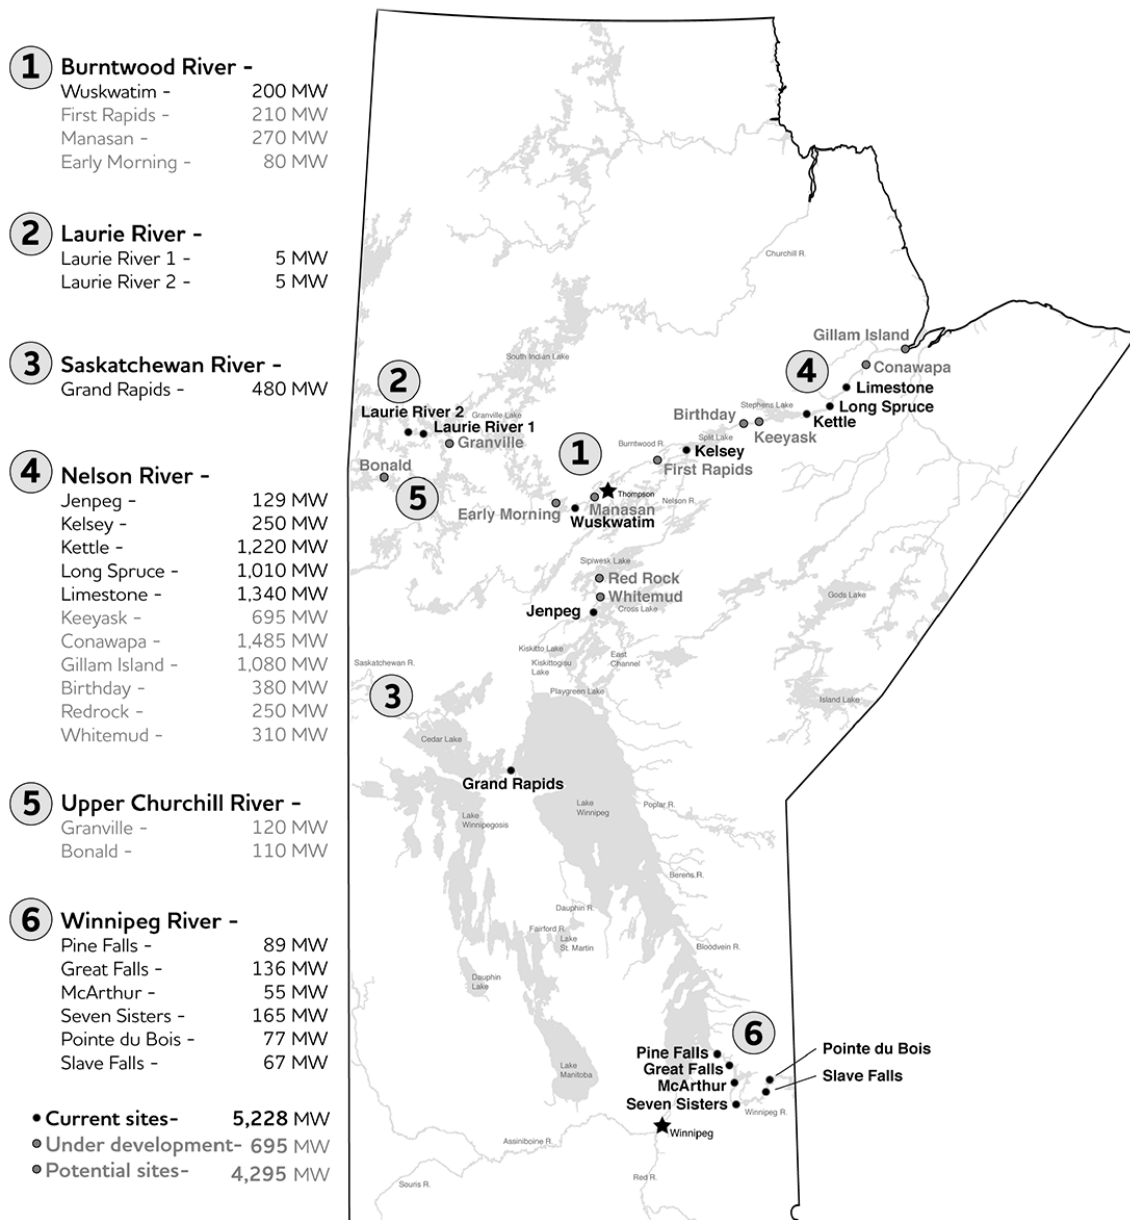 1 Burntwood River -
Wuskwatim - 200 MW
First Rapids - 210 MW
Manasan - 270 MW
Early Morning - 80 MW
2 Laurie River -
Laurie River 1 - 5 MW
Laurie River 2 - 5 MW
3 Saskatchewan River -
Grand Rapids - 480 MW
4 Nelson River -
Jenpeg - 129 MW
Kelsey - 250 MW
Kettle - 1,220 MW
Long Spruce - 1,010 MW
Limestone - 1,340 MW
Keeyask - 695 MW
Conawapa - 1,485 MW
Gillam Island - 1,080 MW
Birthday - 380 MW
Redrock - 250 MW
Whitemud - 310 MW
5 Upper Churchill River -
Granville - 120 MW
Bonald - 110 MW
6 Winnipeg River -
Pine Falls - 89 MW
Great Falls - 136 MW
McArthur - 55 MW
Seven Sisters - 165 MW
Pointe du Bois - 77 MW
Slave Falls - 67 MW
Current sites- 5,228 MW
Under development- 695 MW
Potential sites- 4,295 MW
Churchill R.
Gillam Island
Conawapa
4
Limestone
Long Spruce
Kettle
Stephens Lake
Birthday
Keeyask
South Indian Lake
2
Laurie River 2
Granville Lake
Laurie River 1
Granville
Bonald
5
1
Burntwood R.
Split Lake
Kelsey
First Rapids
Thompson
Nelson R.
Early Morning
Manasan
Wuskwatim
Sipiwesk Lake
Red Rock
Whitemud
Jenpeg
Cross Lake
Gods Lake
Kiskitto Lake
Kiskittogisu
Lake
East
Channel
Saskatchewan R.
3
Playgreen Lake
Island Lake
Cedar Lake
Grand Rapids
Lake
Winnipegosis
Lake
Winnipeg
Poplar R.
Berens R.
Dauphin R.
Fairford R.
Lake
St. Martin
Bloodvein R.
Dauphin
Lake
6
Pine Falls
Great Falls
McArthur
Seven Sisters
Pointe du Bois
Slave Falls
Winnipeg R.
Lake
Manitoba
Winnipeg
Assiniboine R.
Souris R.
Red R.